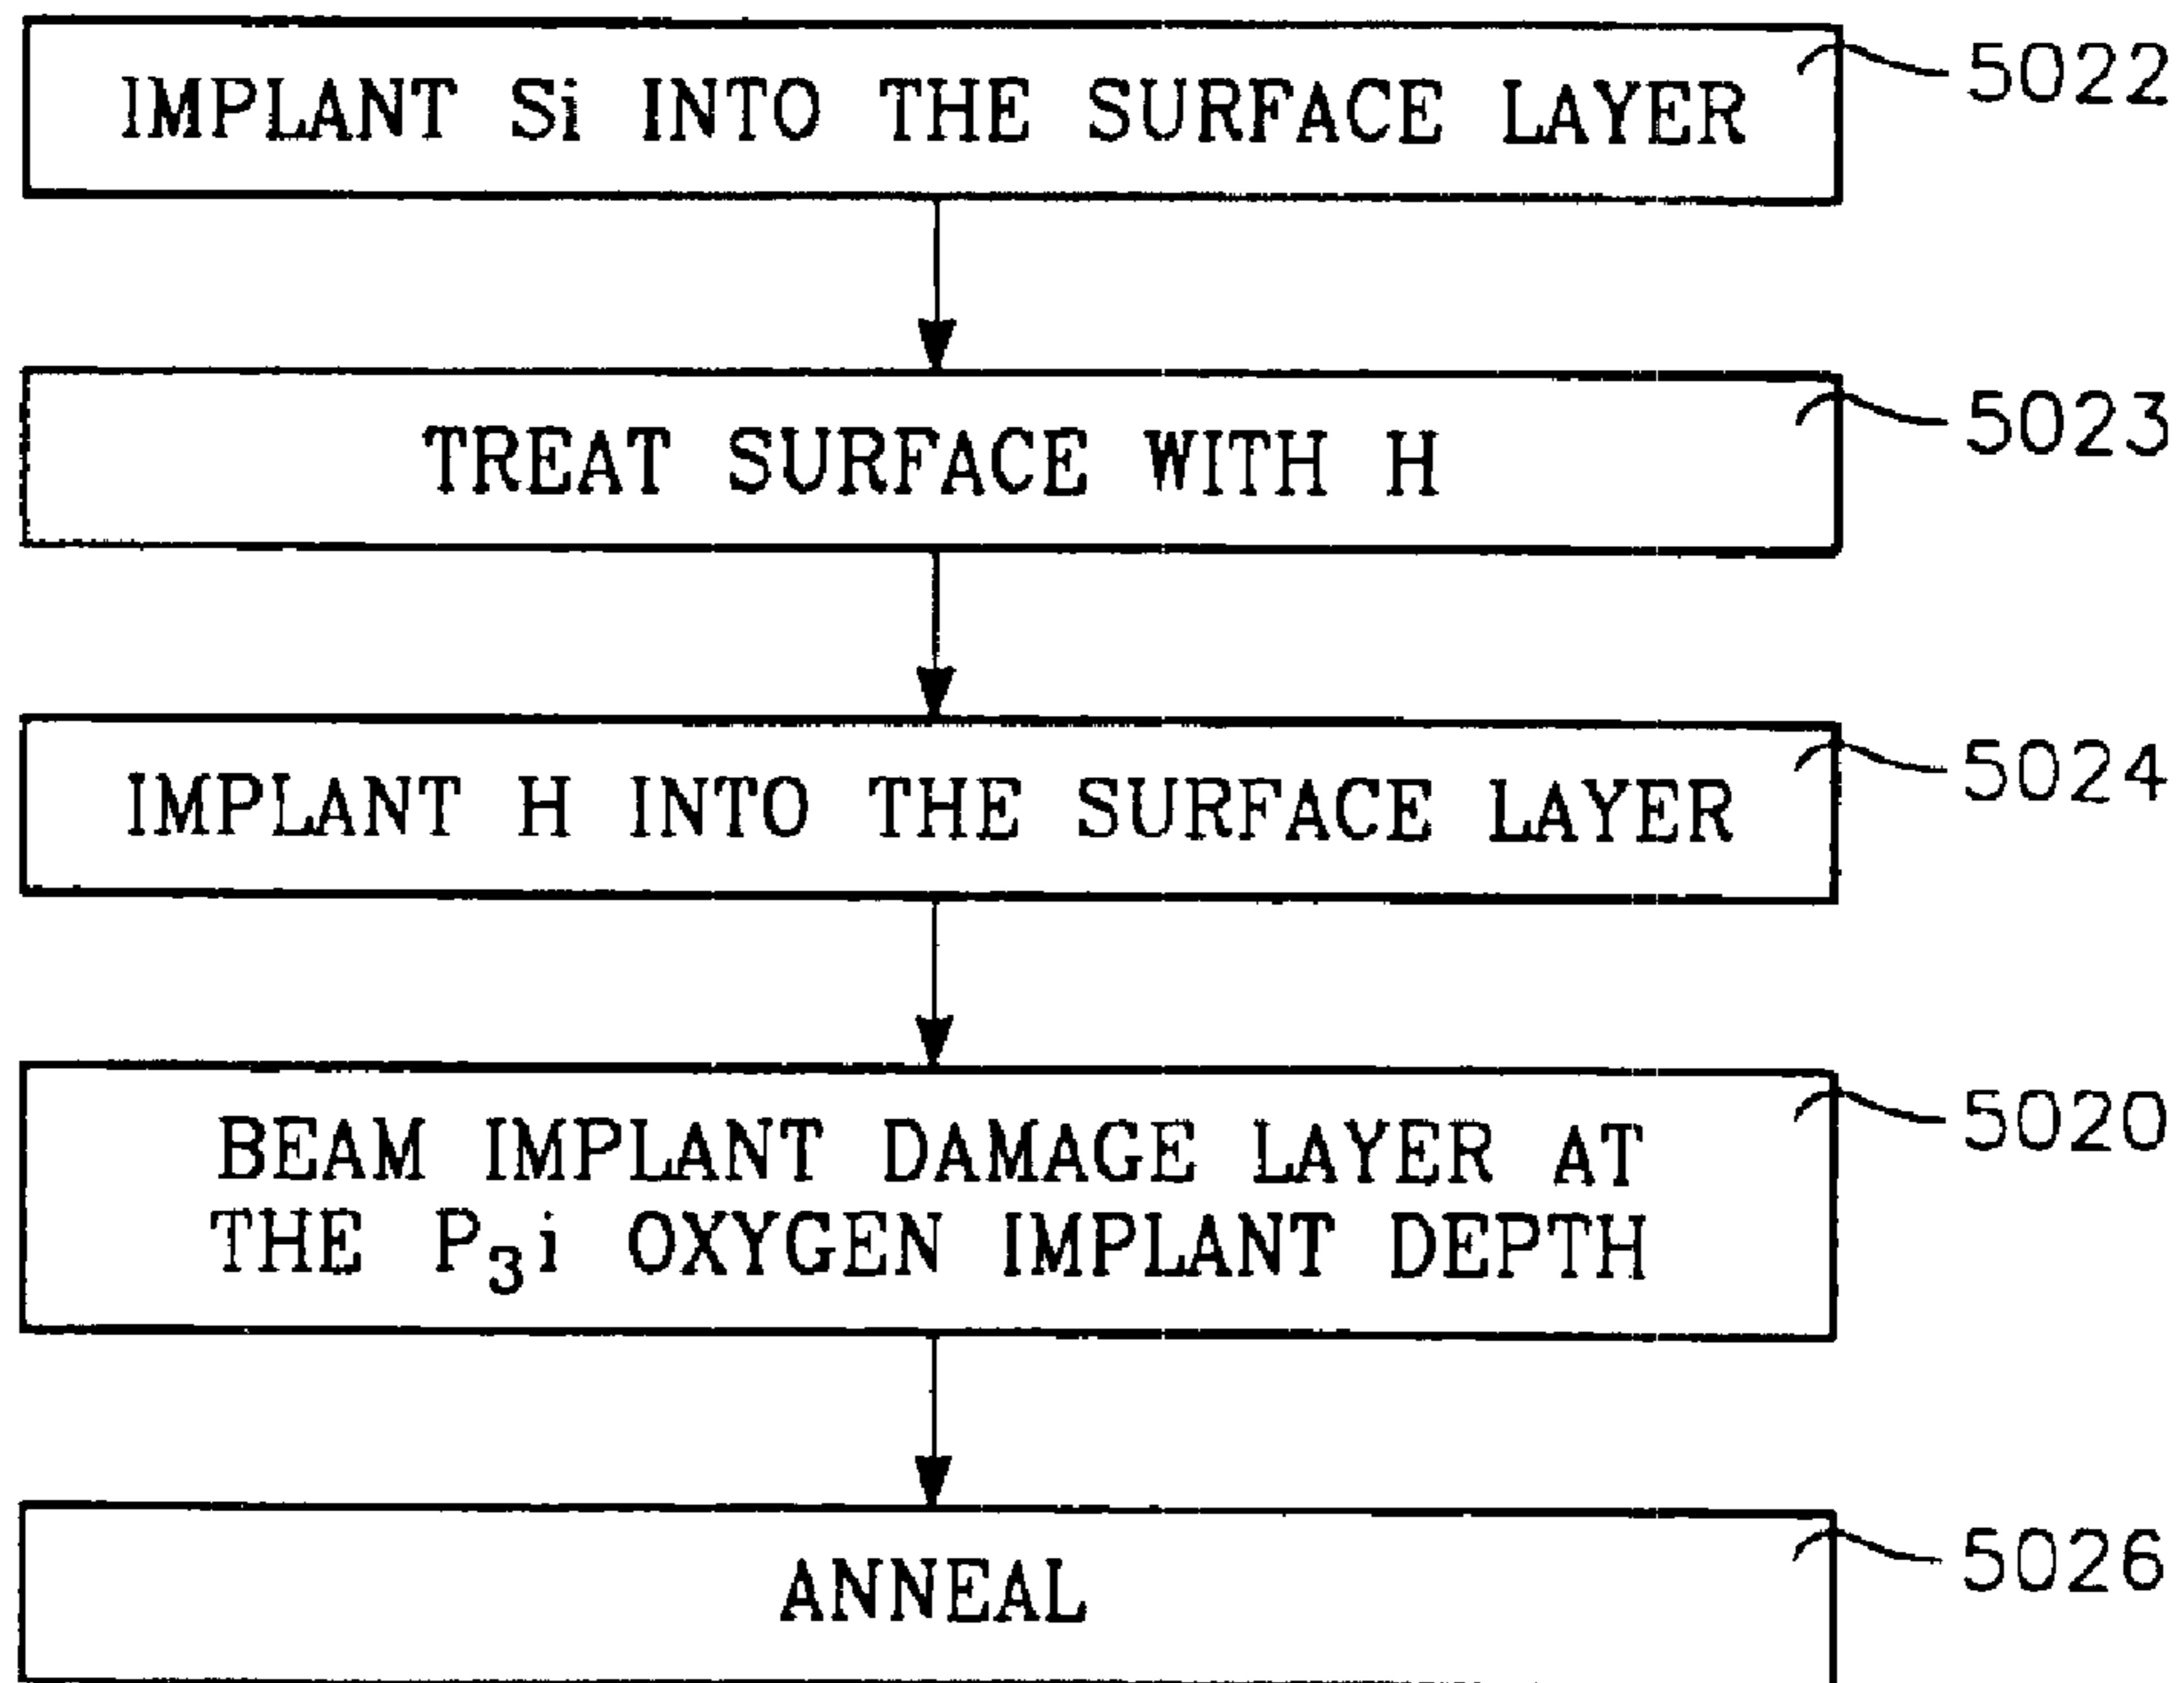 IMPLANT Si INTO THE SURFACE LAYER
5022
TREAT SURFACE WITH H
5023
IMPLANT H INTO THE SURFACE LAYER
5024
BEAM IMPLANT DAMAGE LAYER AT
THE P₃i OXYGEN IMPLANT DEPTH
5020
ANNEAL
5026